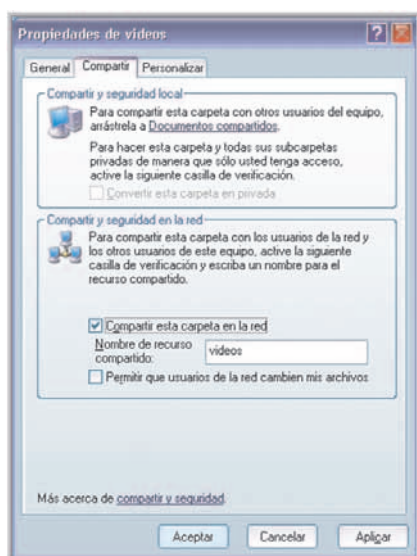 Propiedades de videos
General Compartir Personalizar
Compartir y seguridad local
Para compartir esta carpeta con otros usuarios del equipo,
arrástrela a Documentos compartidos.
Para hacer esta carpeta y todas sus subcarpetas
privadas de manera que sólo usted tenga acceso,
active la siguiente casilla de verificación.
Convertir esta carpeta en privada
Compartir y seguridad en la red
Para compartir esta carpeta con los usuarios de la red y
los otros usuarios de este equipo, active la siguiente
casilla de verificación y escriba un nombre para el
recurso compartido.
Compartir esta carpeta en la red
Nombre de recurso
compartido: videos
Permitir que usuarios de la red cambien mis archivos
Más acerca de compartir y seguridad.
Aceptar Cancelar Aplicar